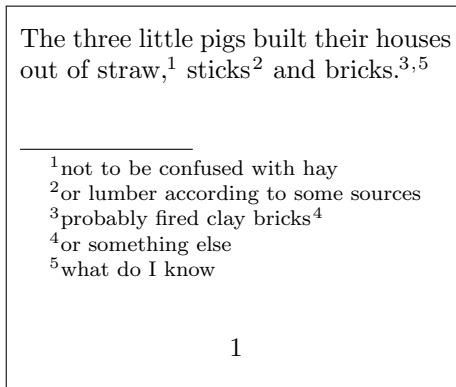 The three little pigs built their houses
out of straw,¹ sticks² and bricks.³,⁵
¹not to be confused with hay
²or lumber according to some sources
³probably fired clay bricks⁴
⁴or something else
⁵what do I know
1